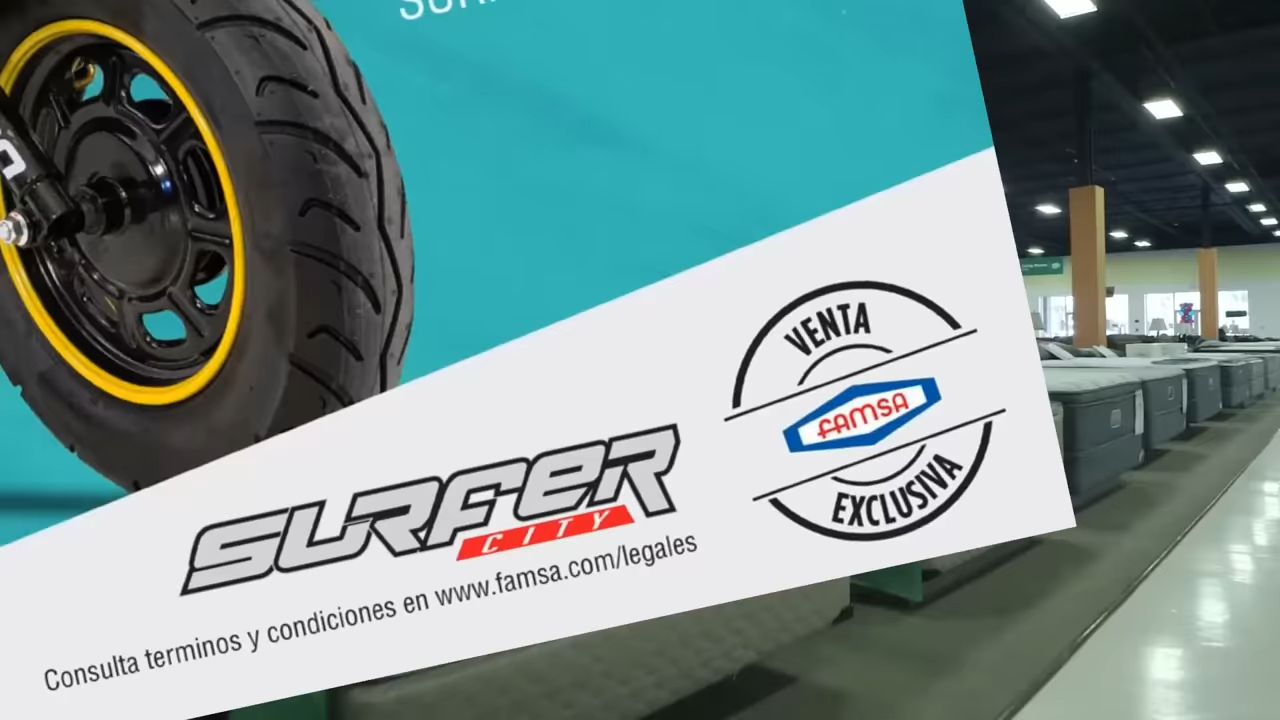 VENTA
FAMSA
EXCLUSIVA
SURFER
CITY
Consulta terminos y condiciones en www.famsa.com/legales